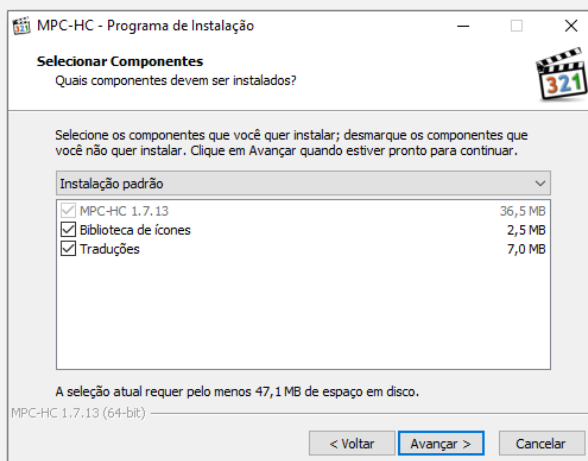 MPC-HC - Programa de Instalação
Selecionar Componentes
Quais componentes devem ser instalados?
321
Selecione os componentes que você quer instalar; desmarque os componentes que
você não quer instalar. Clique em Avançar quando estiver pronto para continuar.
Instalação padrão
MPC-HC 1.7.13 36,5 MB
Biblioteca de ícones 2,5 MB
Traduções 7,0 MB
A seleção atual requer pelo menos 47,1 MB de espaço em disco.
MPC-HC 1.7.13 (64-bit)
< Voltar Avançar > Cancelar